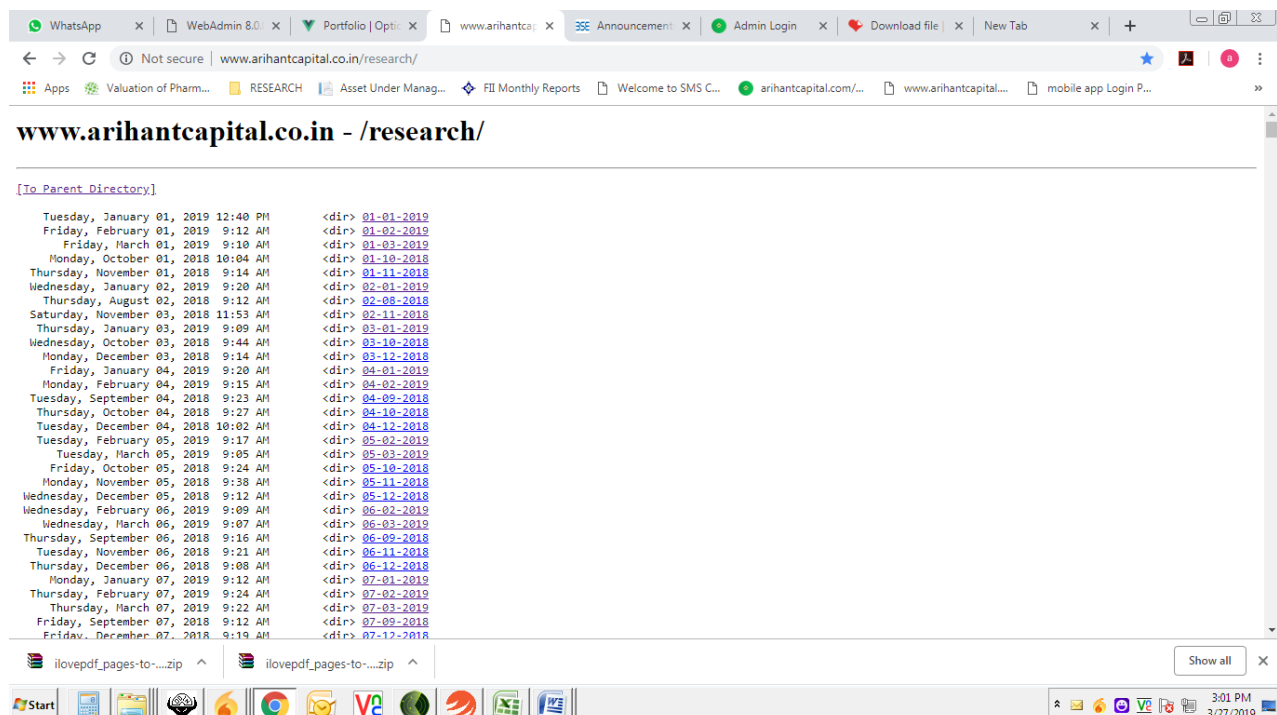 WhatsApp WebAdmin 8.0. Portfolio | Optic www.arihantcap BSE Announcement Admin Login Download file | New Tab
Not secure | www.arihantcapital.co.in/research/ a
Apps Valuation of Pharm... RESEARCH Asset Under Manag... FII Monthly Reports Welcome to SMS C... arihantcapital.com/... www.arihantcapital.... mobile app Login P... »
www.arihantcapital.co.in - /research/
[To Parent Directory]
Tuesday, January 01, 2019 12:40 PM <dir> 01-01-2019
Friday, February 01, 2019 9:12 AM <dir> 01-02-2019
Friday, March 01, 2019 9:10 AM <dir> 01-03-2019
Monday, October 01, 2018 10:04 AM <dir> 01-10-2018
Thursday, November 01, 2018 9:14 AM <dir> 01-11-2018
Wednesday, January 02, 2019 9:20 AM <dir> 02-01-2019
Thursday, August 02, 2018 9:12 AM <dir> 02-08-2018
Saturday, November 03, 2018 11:53 AM <dir> 02-11-2018
Thursday, January 03, 2019 9:09 AM <dir> 03-01-2019
Wednesday, October 03, 2018 9:44 AM <dir> 03-10-2018
Monday, December 03, 2018 9:14 AM <dir> 03-12-2018
Friday, January 04, 2019 9:20 AM <dir> 04-01-2019
Monday, February 04, 2019 9:15 AM <dir> 04-02-2019
Tuesday, September 04, 2018 9:23 AM <dir> 04-09-2018
Thursday, October 04, 2018 9:27 AM <dir> 04-10-2018
Tuesday, December 04, 2018 10:02 AM <dir> 04-12-2018
Tuesday, February 05, 2019 9:17 AM <dir> 05-02-2019
Tuesday, March 05, 2019 9:05 AM <dir> 05-03-2019
Friday, October 05, 2018 9:24 AM <dir> 05-10-2018
Monday, November 05, 2018 9:38 AM <dir> 05-11-2018
Wednesday, December 05, 2018 9:12 AM <dir> 05-12-2018
Wednesday, February 06, 2019 9:09 AM <dir> 06-02-2019
Wednesday, March 06, 2019 9:07 AM <dir> 06-03-2019
Thursday, September 06, 2018 9:16 AM <dir> 06-09-2018
Tuesday, November 06, 2018 9:21 AM <dir> 06-11-2018
Thursday, December 06, 2018 9:08 AM <dir> 06-12-2018
Monday, January 07, 2019 9:12 AM <dir> 07-01-2019
Thursday, February 07, 2019 9:24 AM <dir> 07-02-2019
Thursday, March 07, 2019 9:22 AM <dir> 07-03-2019
Friday, September 07, 2018 9:12 AM <dir> 07-09-2018
Friday, December 07, 2018 9:19 AM <dir> 07-12-2018
ilovepdf_pages-to-....zip ilovepdf_pages-to-....zip Show all
Start 3:01 PM
3/27/2019